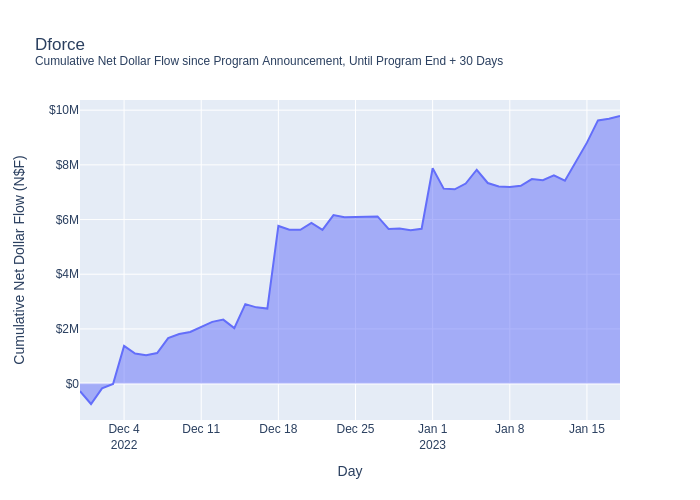 Dforce
Cumulative Net Dollar Flow since Program Announcement, Until Program End + 30 Days
Cumulative Net Dollar Flow (N$F)
$10M
$8M
$6M
$4M
$2M
$0
Dec 4 Dec 11 Dec 18 Dec 25 Jan 1 Jan 8 Jan 15
2022 2023
Day